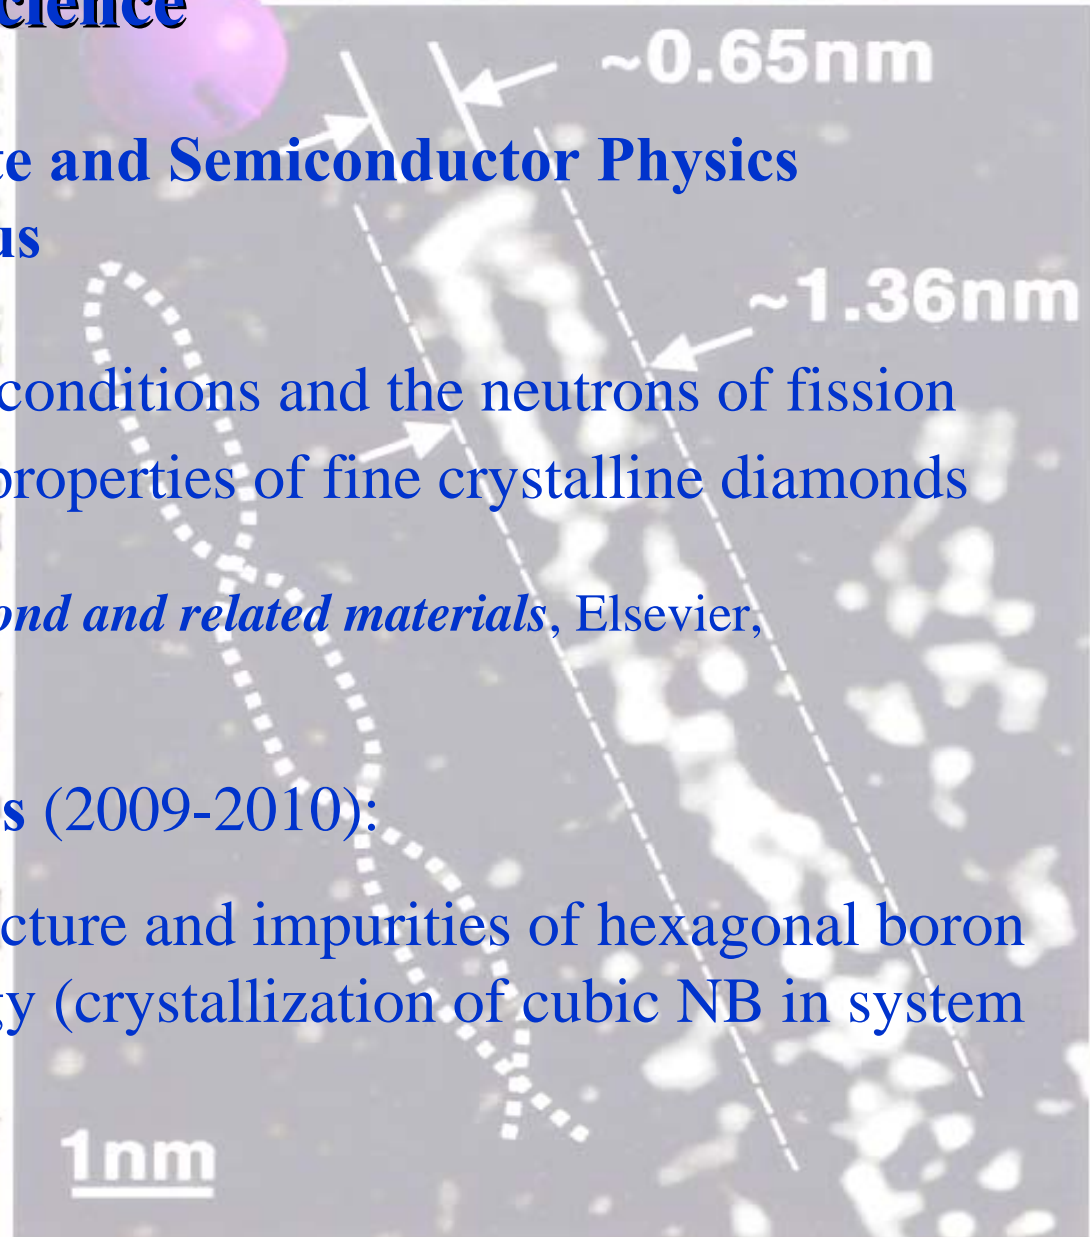 cience
~0.65nm
te and Semiconductor Physics
us
~1.36nm
conditions and the neutrons of fission
properties of fine crystalline diamonds
ond and related materials, Elsevier,
s (2009-2010):
cture and impurities of hexagonal boron
gy (crystallization of cubic NB in system
1nm